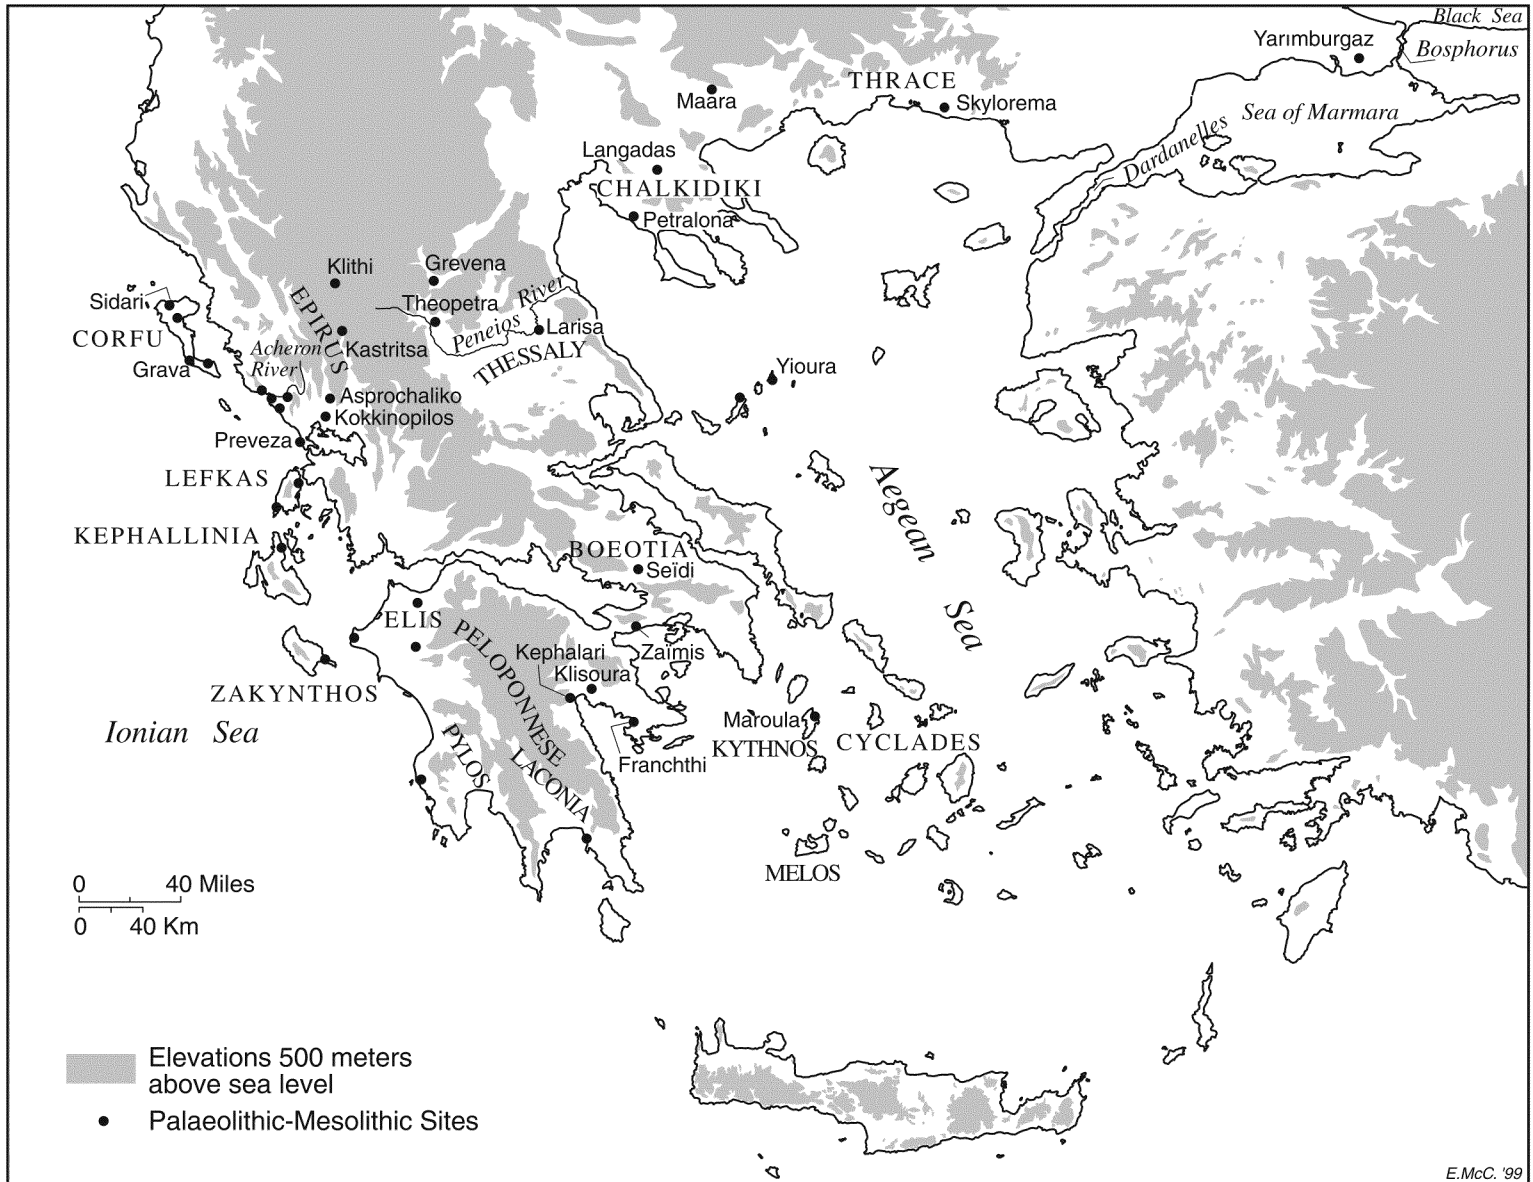 Black Sea
Yarımburgaz
Bosphorus
THRACE
Maara
Skylorema
Sea of Marmara
Dardanelles
Langadas
CHALKIDIKI
Petralona
Klithi
Grevena
Sidari
EPIRUS
Theopetra
Peneios River
Larisa
CORFU
Acheron
River
Kastritsa
THESSALY
Grava
Yioura
Asprochaliko
Kokkinopilos
Preveza
LEFKAS
Aegean Sea
KEPHALLINIA
BOEOTIA
Seïdi
ELIS
PELOPONNESE
Kephalari
Zaïmis
Klisoura
ZAKYNTHOS
Ionian Sea
PYLOS
LACONIA
Franchthi
Maroula
KYTHNOS
CYCLADES
MELOS
0 40 Miles
0 40 Km
Elevations 500 meters
above sea level
Palaeolithic-Mesolithic Sites
E.McC. '99